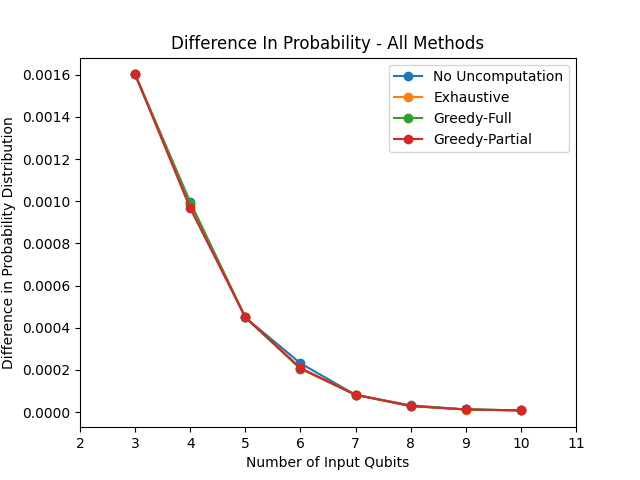 Difference In Probability - All Methods
No Uncomputation
Exhaustive
Greedy-Full
Greedy-Partial
Difference in Probability Distribution
0.0016
0.0014
0.0012
0.0010
0.0008
0.0006
0.0004
0.0002
0.0000
2 3 4 5 6 7 8 9 10 11
Number of Input Qubits